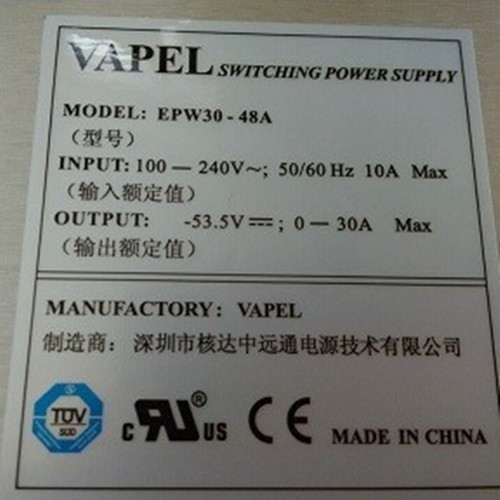 VAPEL SWITCHING POWER SUPPLY
MODEL: EPW30-48A
（型号）
INPUT: 100 — 240V~; 50/60 Hz 10A Max
（输入额定值）
OUTPUT: -53.5V⎓; 0 — 30A Max
（输出额定值）
MANUFACTORY: VAPEL
制造商：深圳市核达中远通电源技术有限公司
TÜV
c RU ® US CE MADE IN CHINA